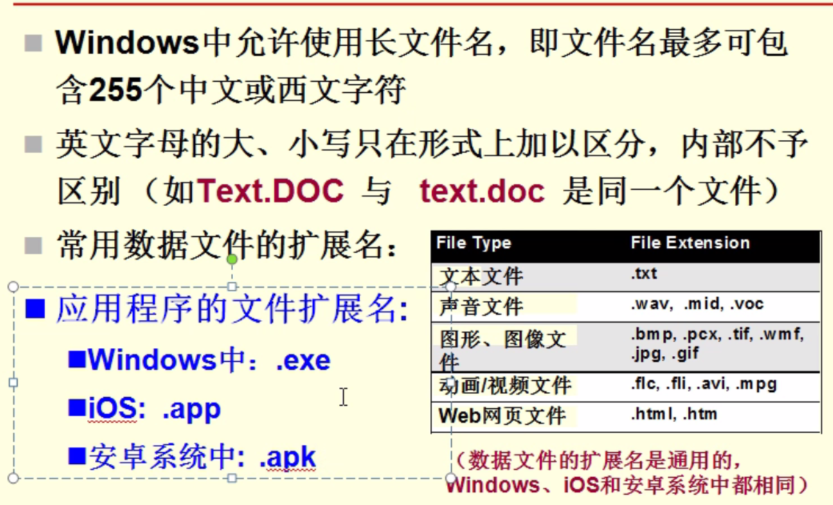 Windows中允许使用长文件名，即文件名最多可包
含255个中文或西文字符
英文字母的大、小写只在形式上加以区分，内部不予
区别（如Text.DOC 与 text.doc 是同一个文件）
常用数据文件的扩展名：
应用程序的文件扩展名:
Windows中：.exe
iOS: .app
安卓系统中: .apk
File Type File Extension
文本文件 .txt
声音文件 .wav, .mid, .voc
图形、图像文 .bmp, .pcx, .tif, .wmf,
件 .jpg, .gif
动画/视频文件 .flc, .fli, .avi, .mpg
Web网页文件 .html, .htm
（数据文件的扩展名是通用的，
Windows、iOS和安卓系统中都相同）